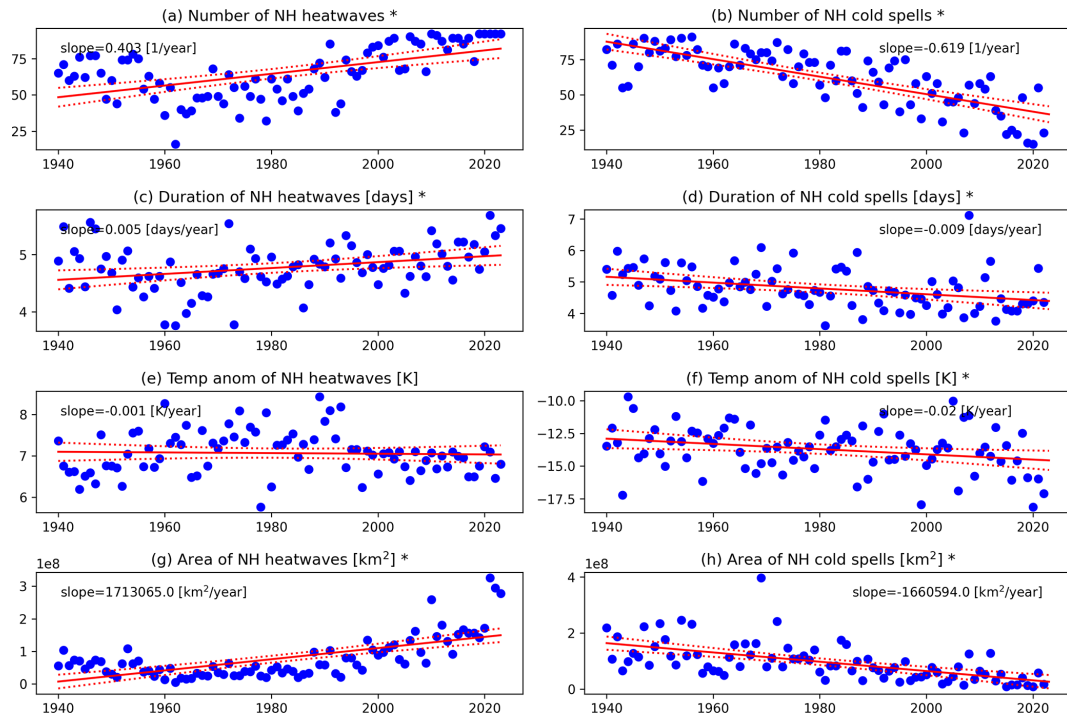 (a) Number of NH heatwaves *
slope=0.403 [1/year]
75
50
25
1940 1960 1980 2000 2020
(b) Number of NH cold spells *
slope=-0.619 [1/year]
75
50
25
1940 1960 1980 2000 2020
(c) Duration of NH heatwaves [days] *
slope=0.005 [days/year]
5
4
1940 1960 1980 2000 2020
(d) Duration of NH cold spells [days] *
slope=-0.009 [days/year]
7
6
5
4
1940 1960 1980 2000 2020
(e) Temp anom of NH heatwaves [K]
slope=-0.001 [K/year]
8
7
6
1940 1960 1980 2000 2020
(f) Temp anom of NH cold spells [K] *
slope=-0.02 [K/year]
−10.0
−12.5
−15.0
−17.5
1940 1960 1980 2000 2020
(g) Area of NH heatwaves [km²] *
1e8
slope=1713065.0 [km²/year]
3
2
1
0
1940 1960 1980 2000 2020
(h) Area of NH cold spells [km²] *
1e8
slope=-1660594.0 [km²/year]
4
2
0
1940 1960 1980 2000 2020